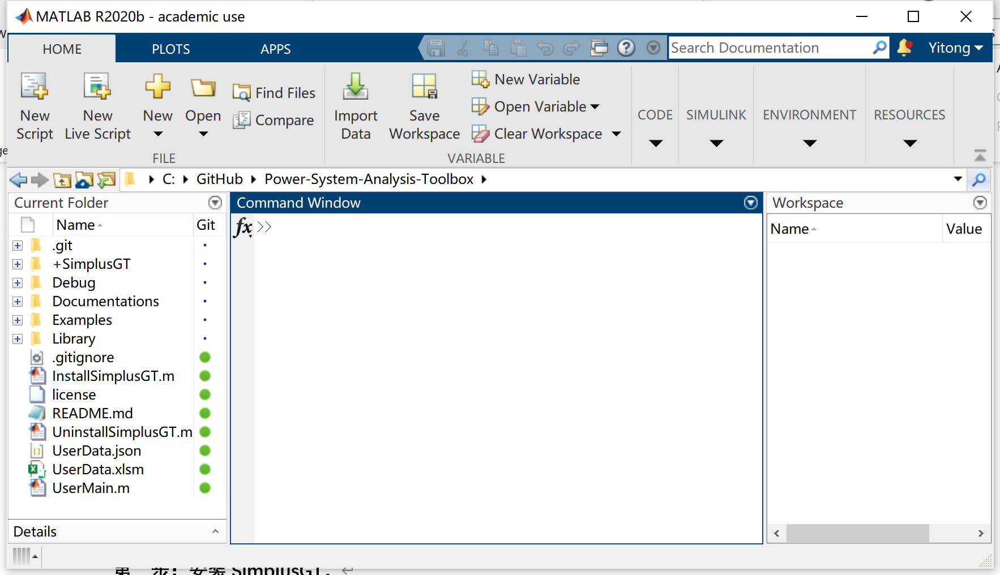 MATLAB R2020b - academic use
HOME
PLOTS
APPS
Search Documentation
Yitong
New Script
New Live Script
New
Open
Find Files
Compare
FILE
Import Data
Save Workspace
New Variable
Open Variable
Clear Workspace
VARIABLE
CODE
SIMULINK
ENVIRONMENT
RESOURCES
C: GitHub Power-System-Analysis-Toolbox
Current Folder
Name Git
.git
+SimplusGT
Debug
Documentations
Examples
Library
.gitignore
InstallSimplusGT.m
license
README.md
UninstallSimplusGT.m
UserData.json
UserData.xlsm
UserMain.m
Details
Command Window
fx >>
Workspace
Name Value
安装 SimplusGT。